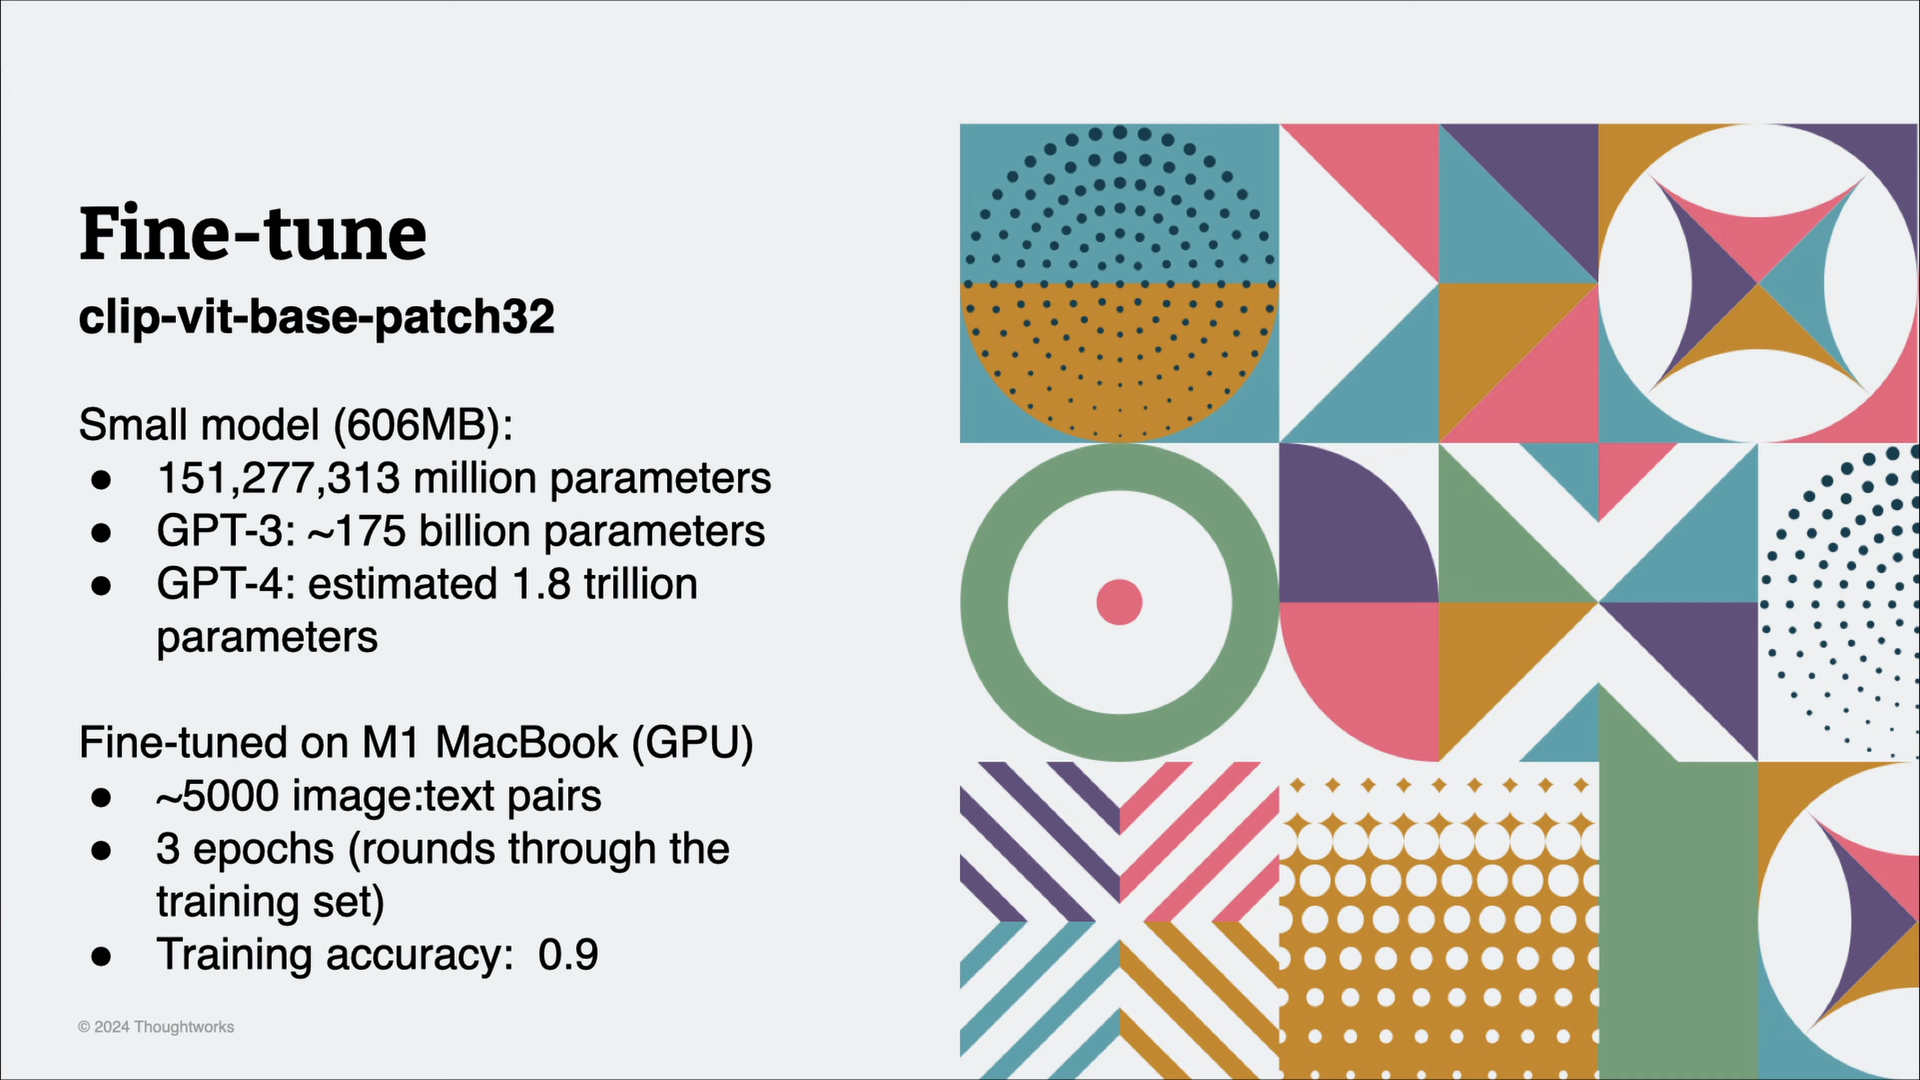 Fine-tune
clip-vit-base-patch32
Small model (606MB):
● 151,277,313 million parameters
● GPT-3: ~175 billion parameters
● GPT-4: estimated 1.8 trillion
parameters
Fine-tuned on M1 MacBook (GPU)
● ~5000 image:text pairs
● 3 epochs (rounds through the
training set)
● Training accuracy: 0.9
© 2024 Thoughtworks